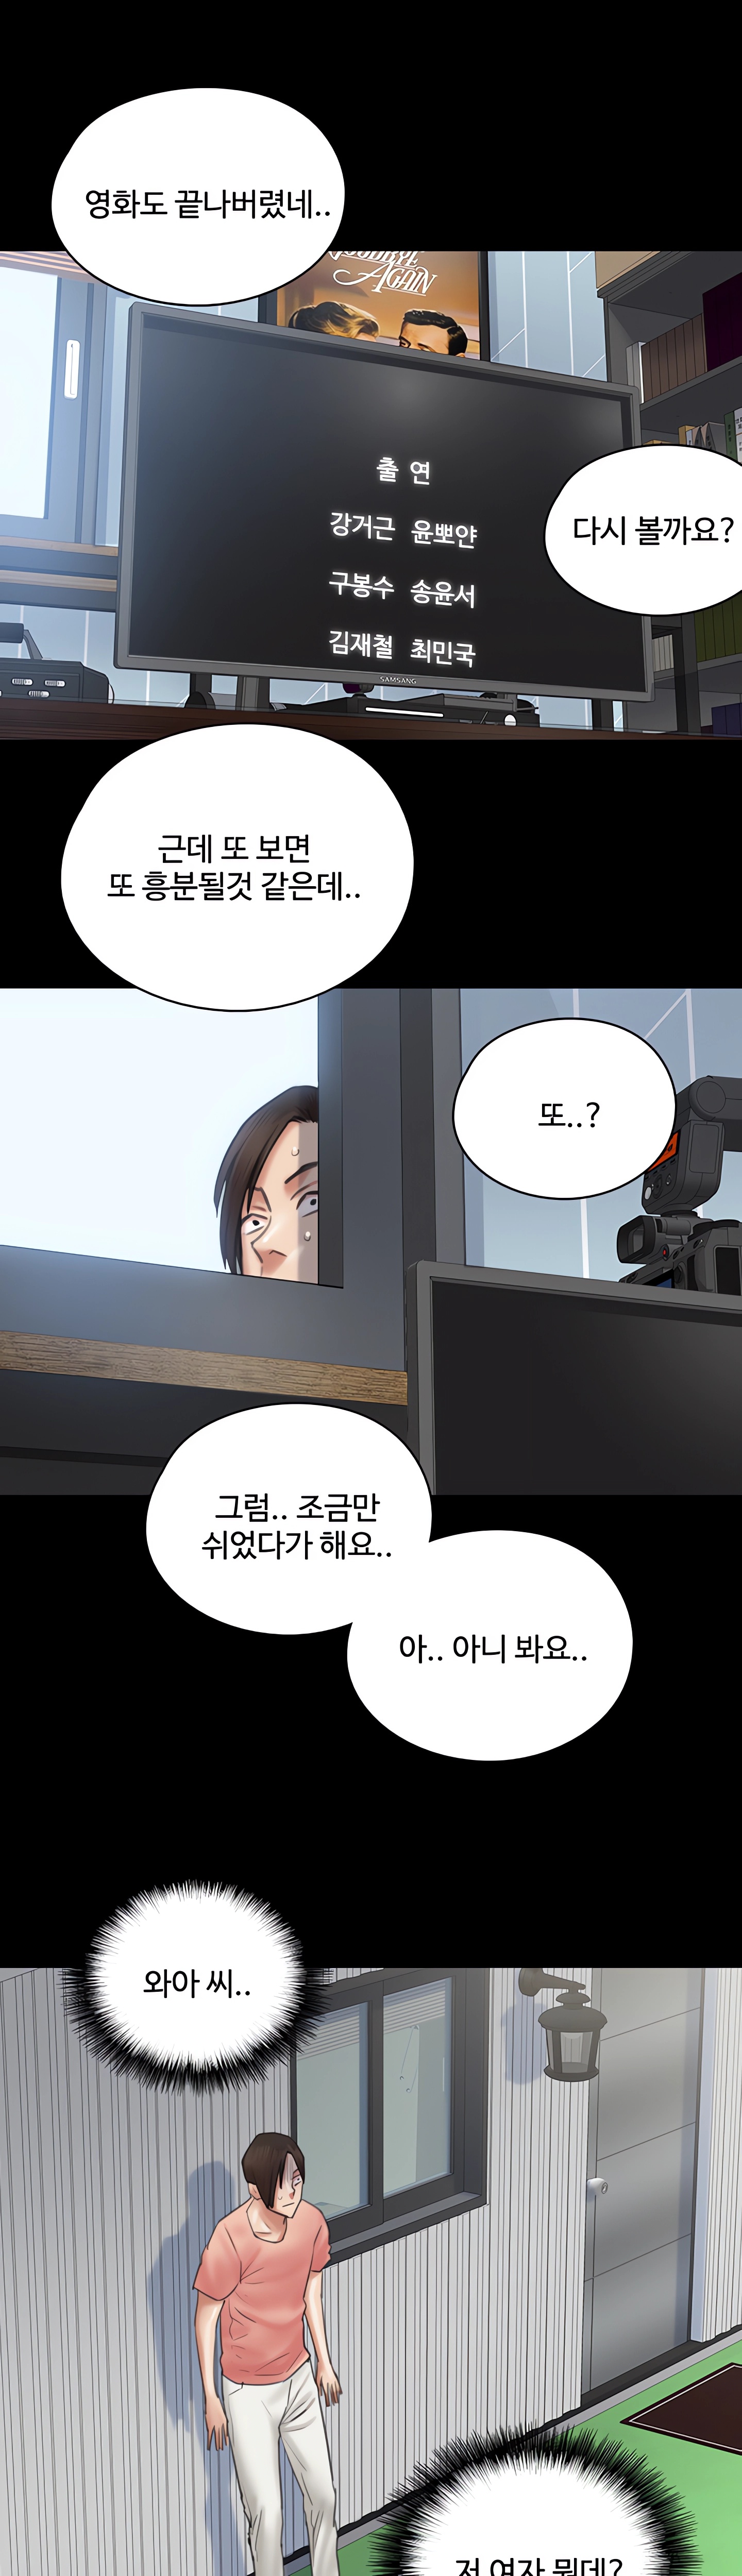 영화도 끝나버렸네..
AGAIN
출 연
강거근 윤뽀얀
구봉수 송윤서
김재철 최민국
SAMSANG
다시 볼까요?
근데 또 보면
또 흥분될것 같은데..
또..?
그럼.. 조금만
쉬었다가 해요..
아.. 아니 봐요..
와아 씨..
저 여자 뭔데?